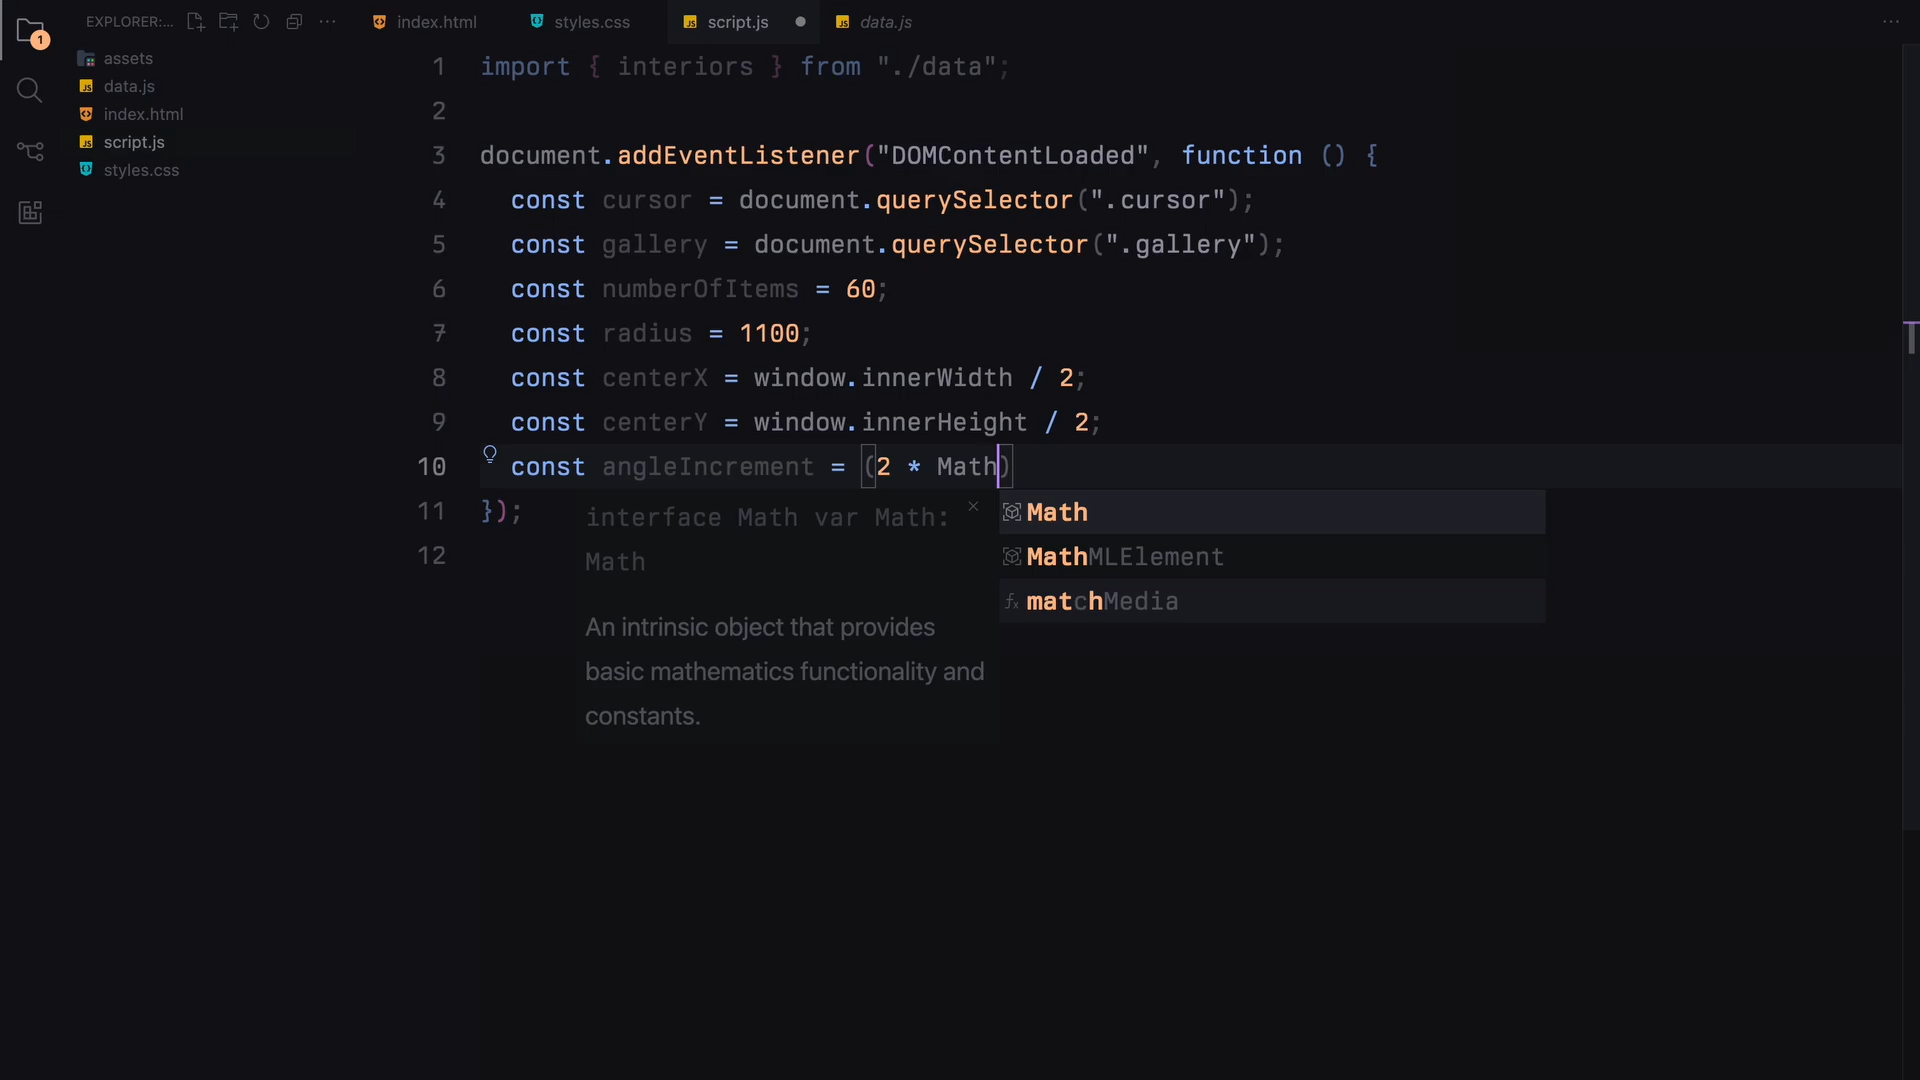 EXPLORER:...
1
assets
data.js
index.html
script.js
styles.css
index.html
styles.css
script.js
data.js
1 import { interiors } from "./data";
2
3 document.addEventListener("DOMContentLoaded", function () {
4 const cursor = document.querySelector(".cursor");
5 const gallery = document.querySelector(".gallery");
6 const numberOfItems = 60;
7 const radius = 1100;
8 const centerX = window.innerWidth / 2;
9 const centerY = window.innerHeight / 2;
10 const angleIncrement = (2 * Math)
11 });
12
interface Math var Math:
Math
An intrinsic object that provides
basic mathematics functionality and
constants.
Math
MathMLElement
matchMedia